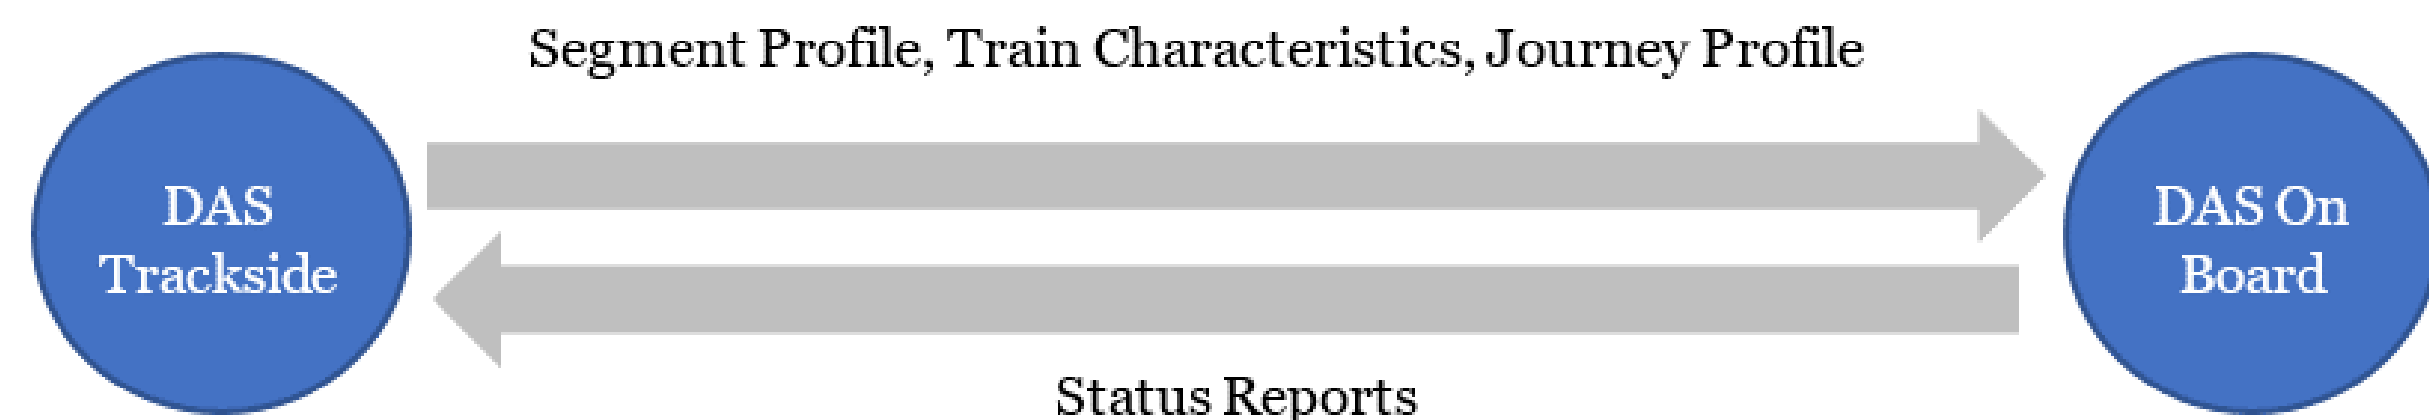 Segment Profile, Train Characteristics, Journey Profile
DAS
Trackside
DAS On
Board
Status Reports